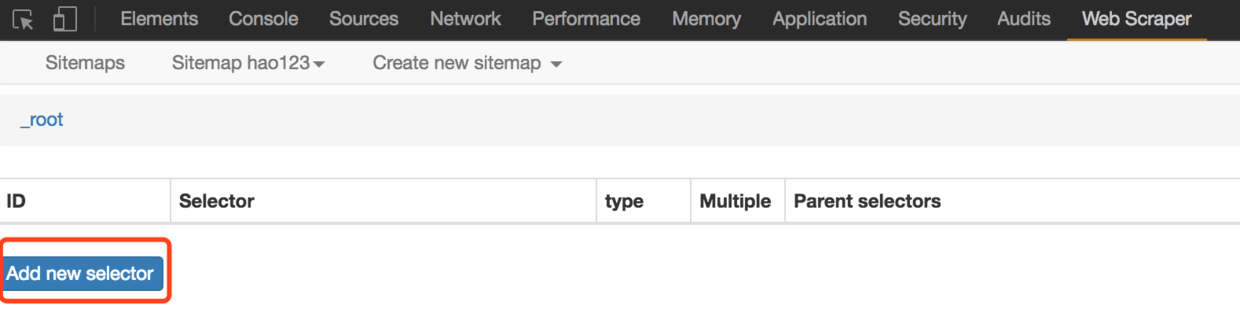 Elements Console Sources Network Performance Memory Application Security Audits Web Scraper
Sitemaps Sitemap hao123 Create new sitemap
_root
ID Selector type Multiple Parent selectors
Add new selector